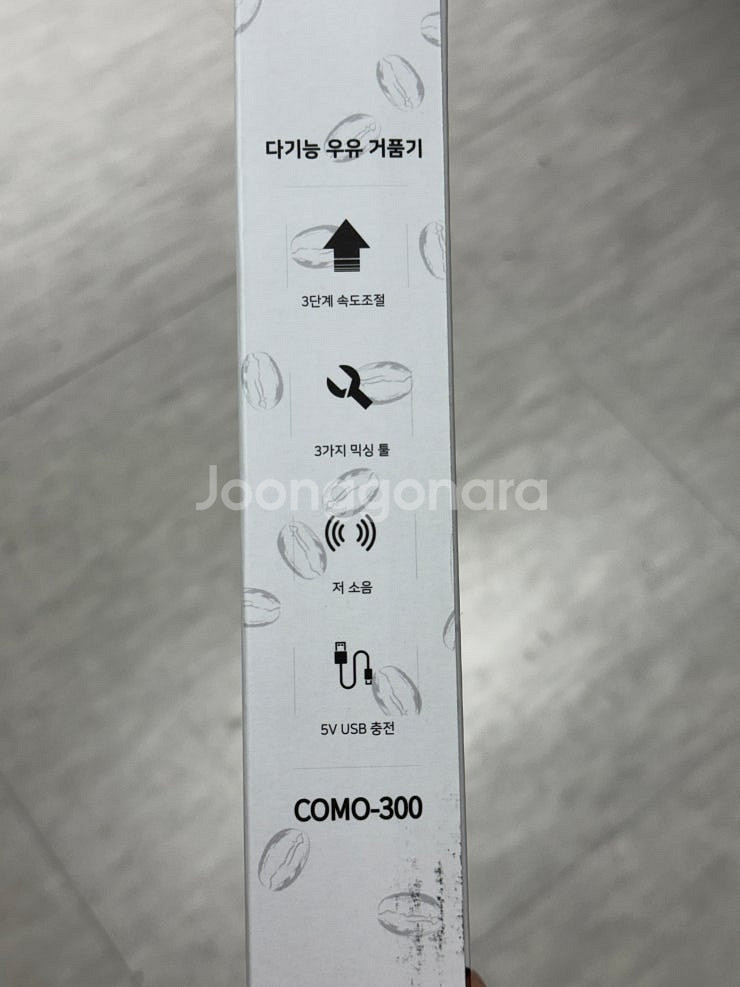 다기능 우유 거품기
3단계 속도조절
3가지 믹싱 툴
Joonggonara
저 소음
5V USB 충전
COMO-300